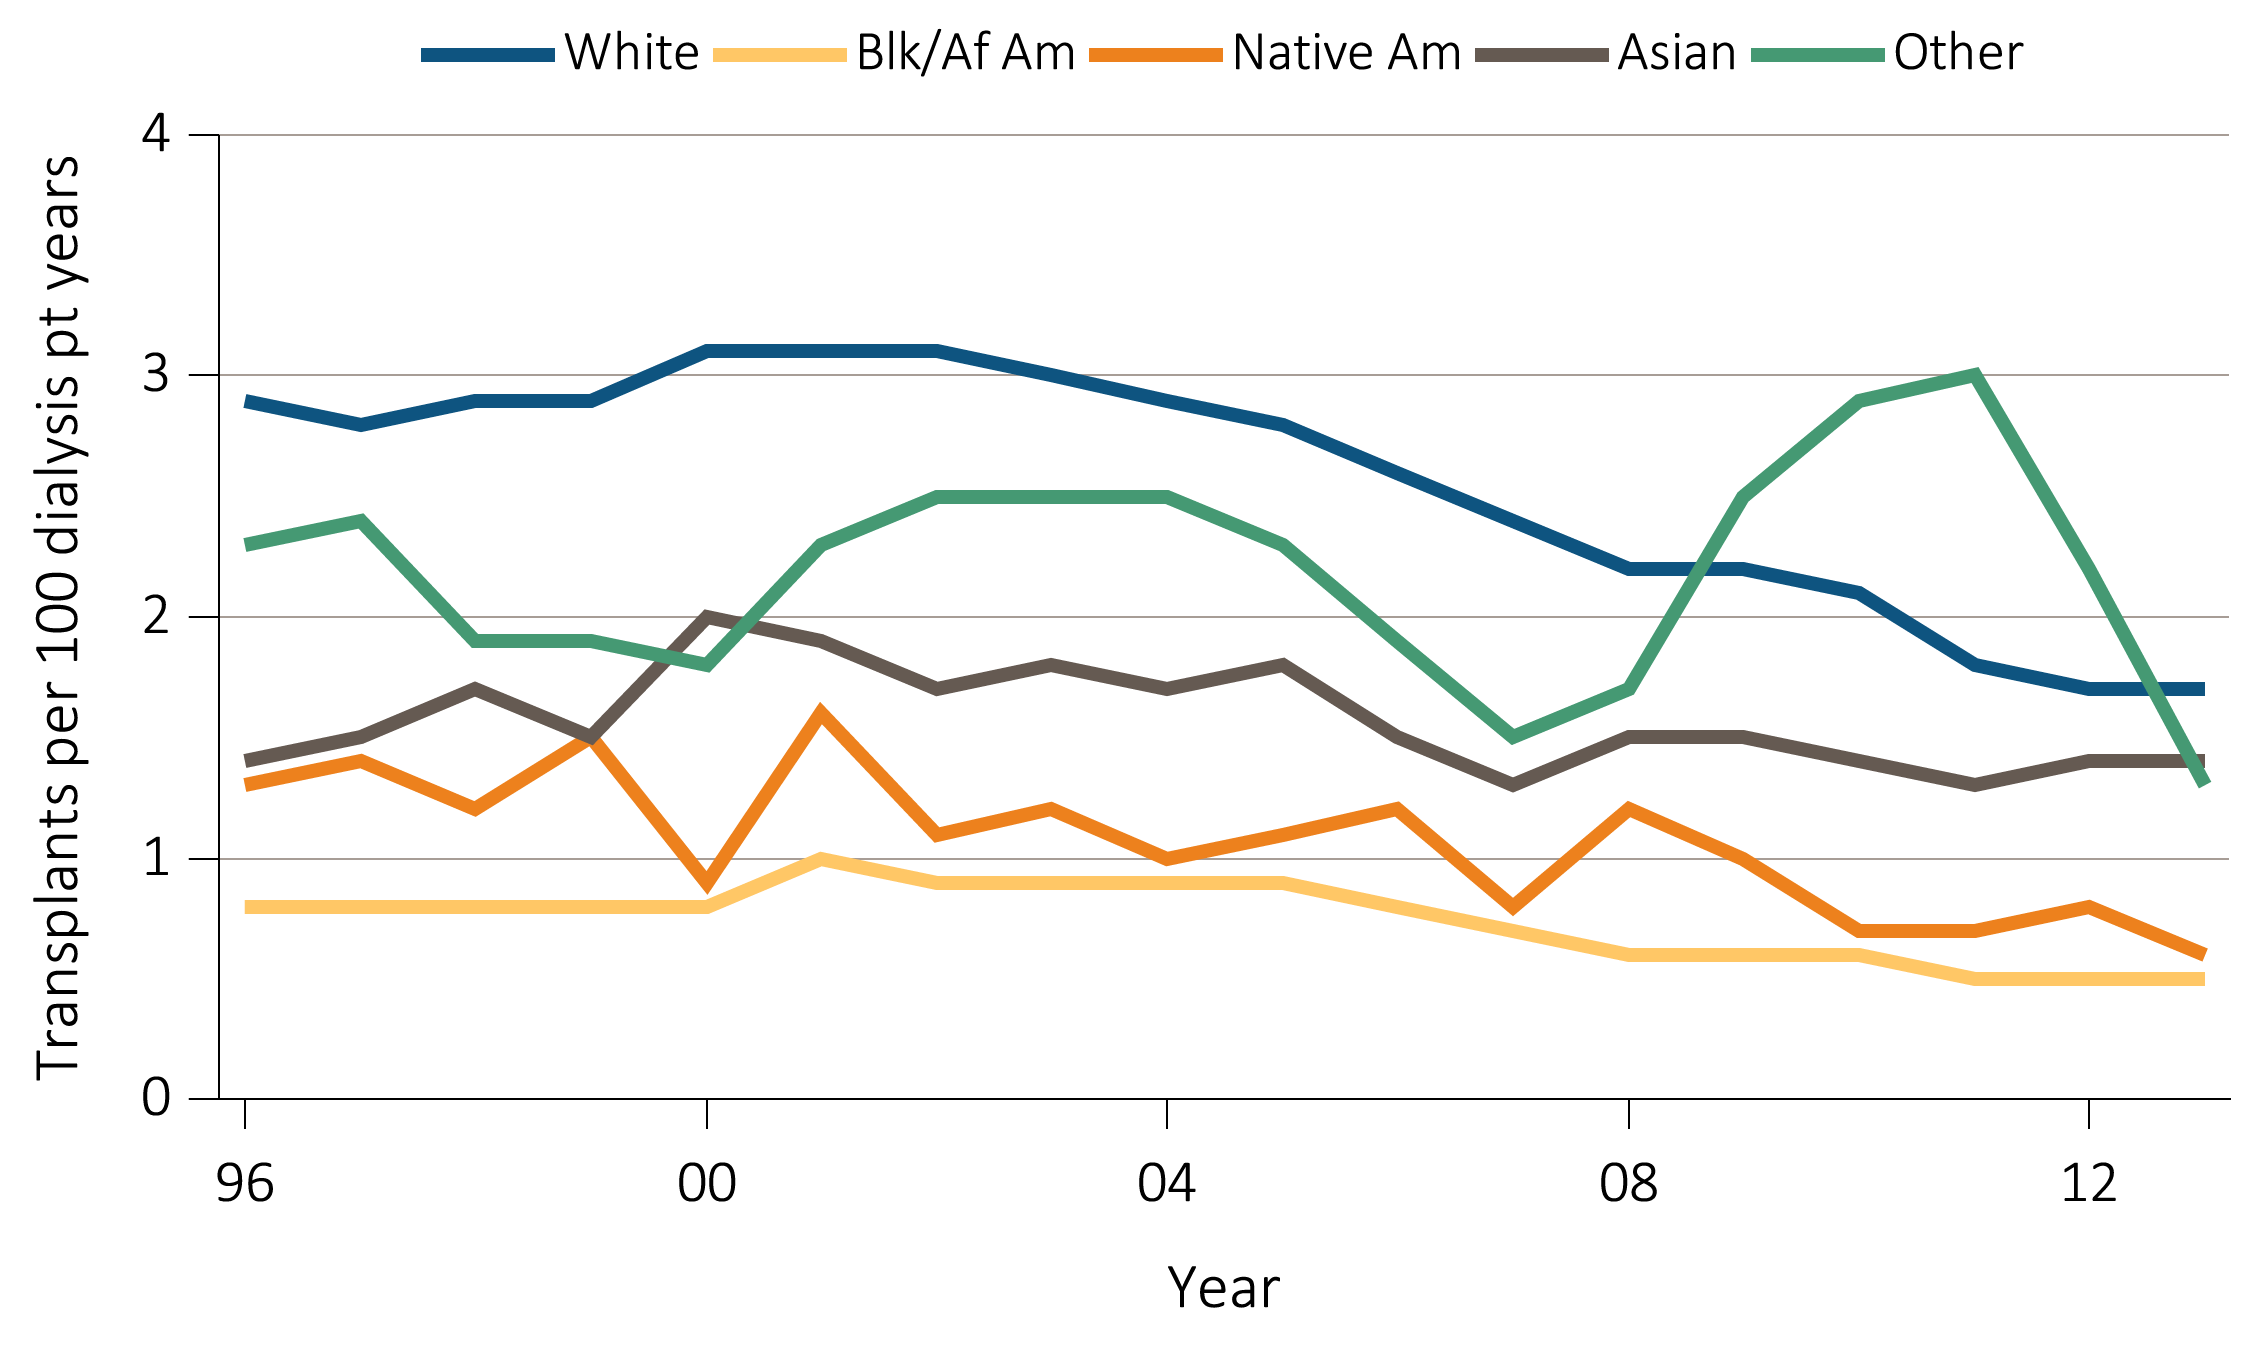 White Blk/Af Am Native Am Asian Other
Transplants per 100 dialysis pt years
4
3
2
1
0
96 00 04 08 12
Year